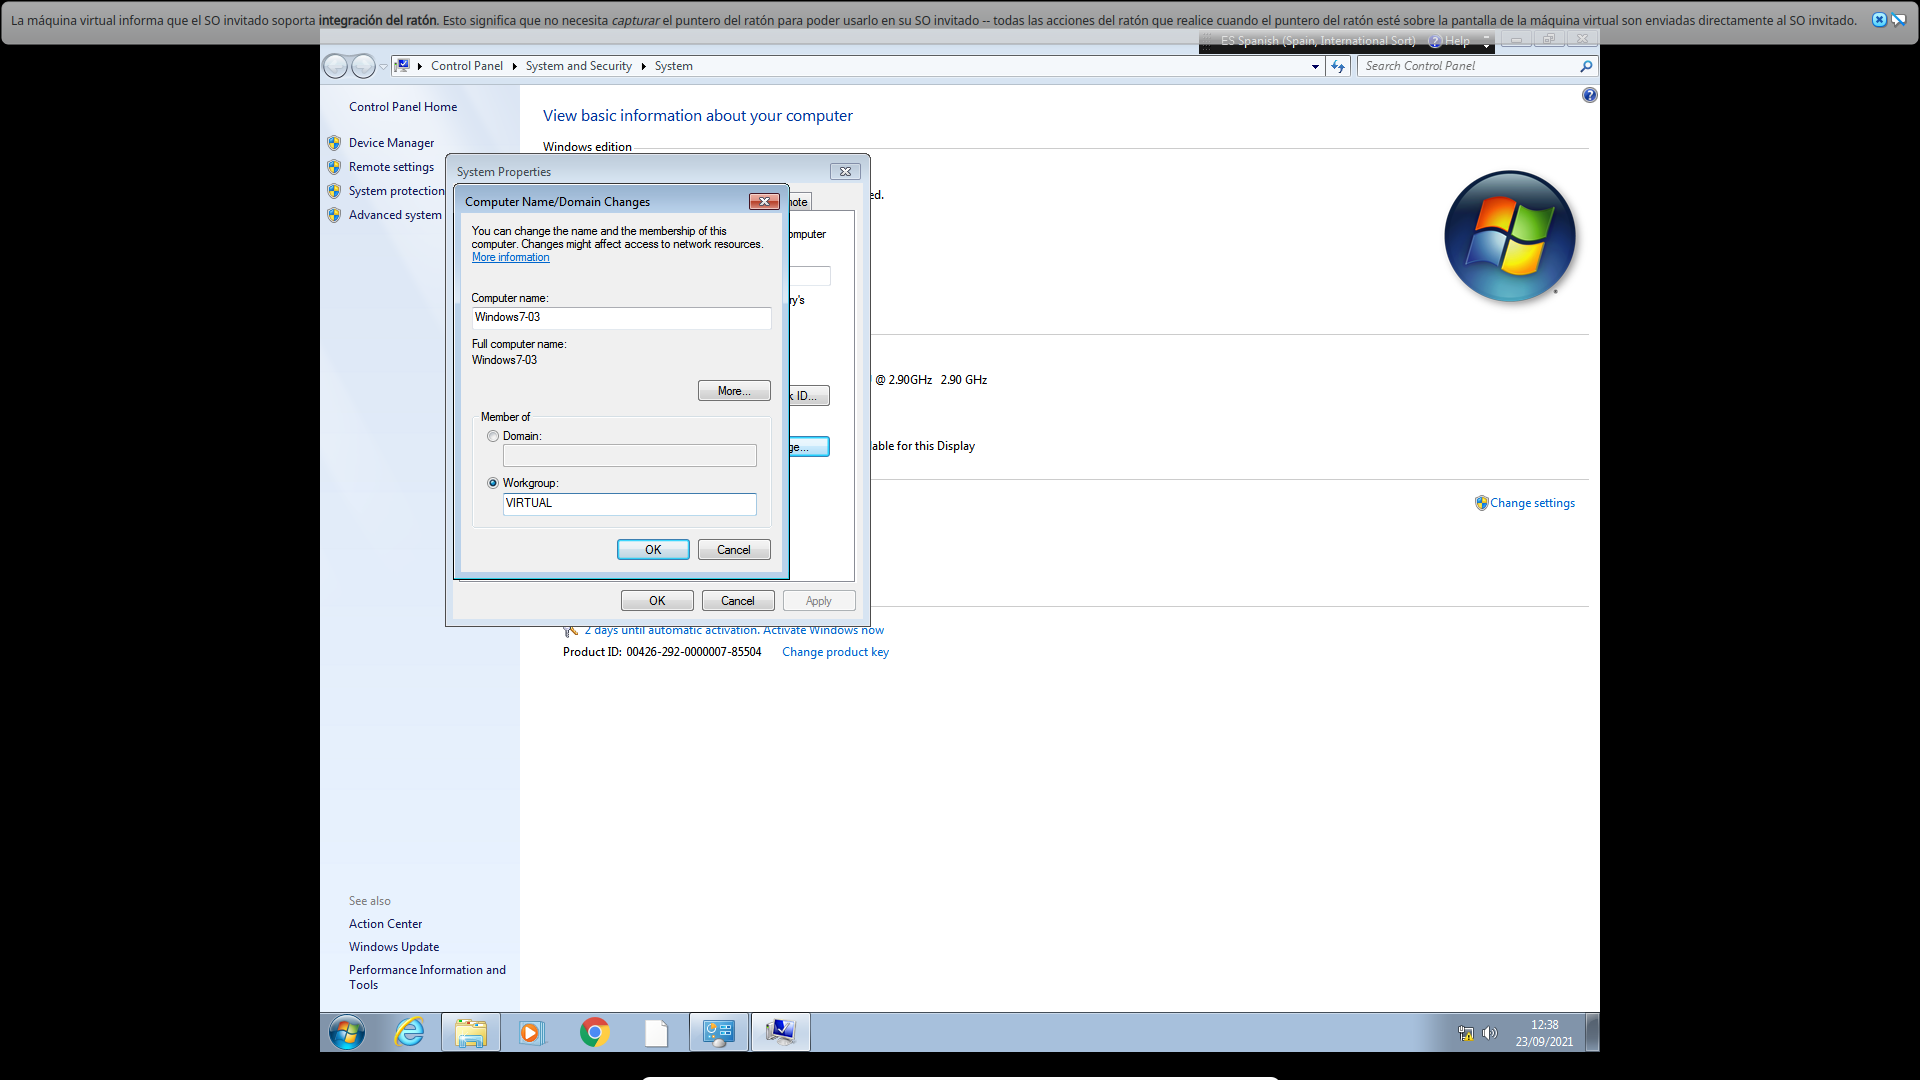 La máquina virtual informa que el SO invitado soporta integración del ratón. Esto significa que no necesita capturar el puntero del ratón para poder usarlo en su SO invitado -- todas las acciones del ratón que realice cuando el puntero del ratón esté sobre la pantalla de la máquina virtual son enviadas directamente al SO invitado.
ES Spanish (Spain, International Sort) Help
Control Panel System and Security System
Search Control Panel
Control Panel Home
Device Manager
Remote settings
System protection
Advanced system
View basic information about your computer
Windows edition
ed.
System Properties
note
omputer
ry's
k ID...
ge...
Computer Name/Domain Changes
You can change the name and the membership of this
computer. Changes might affect access to network resources.
More information
Computer name:
Windows7-03
Full computer name:
Windows7-03
More...
Member of
Domain:
Workgroup:
VIRTUAL
OK Cancel
OK Cancel Apply
@ 2.90GHz 2.90 GHz
lable for this Display
Change settings
2 days until automatic activation. Activate Windows now
Product ID: 00426-292-0000007-85504 Change product key
See also
Action Center
Windows Update
Performance Information and
Tools
12:38
23/09/2021